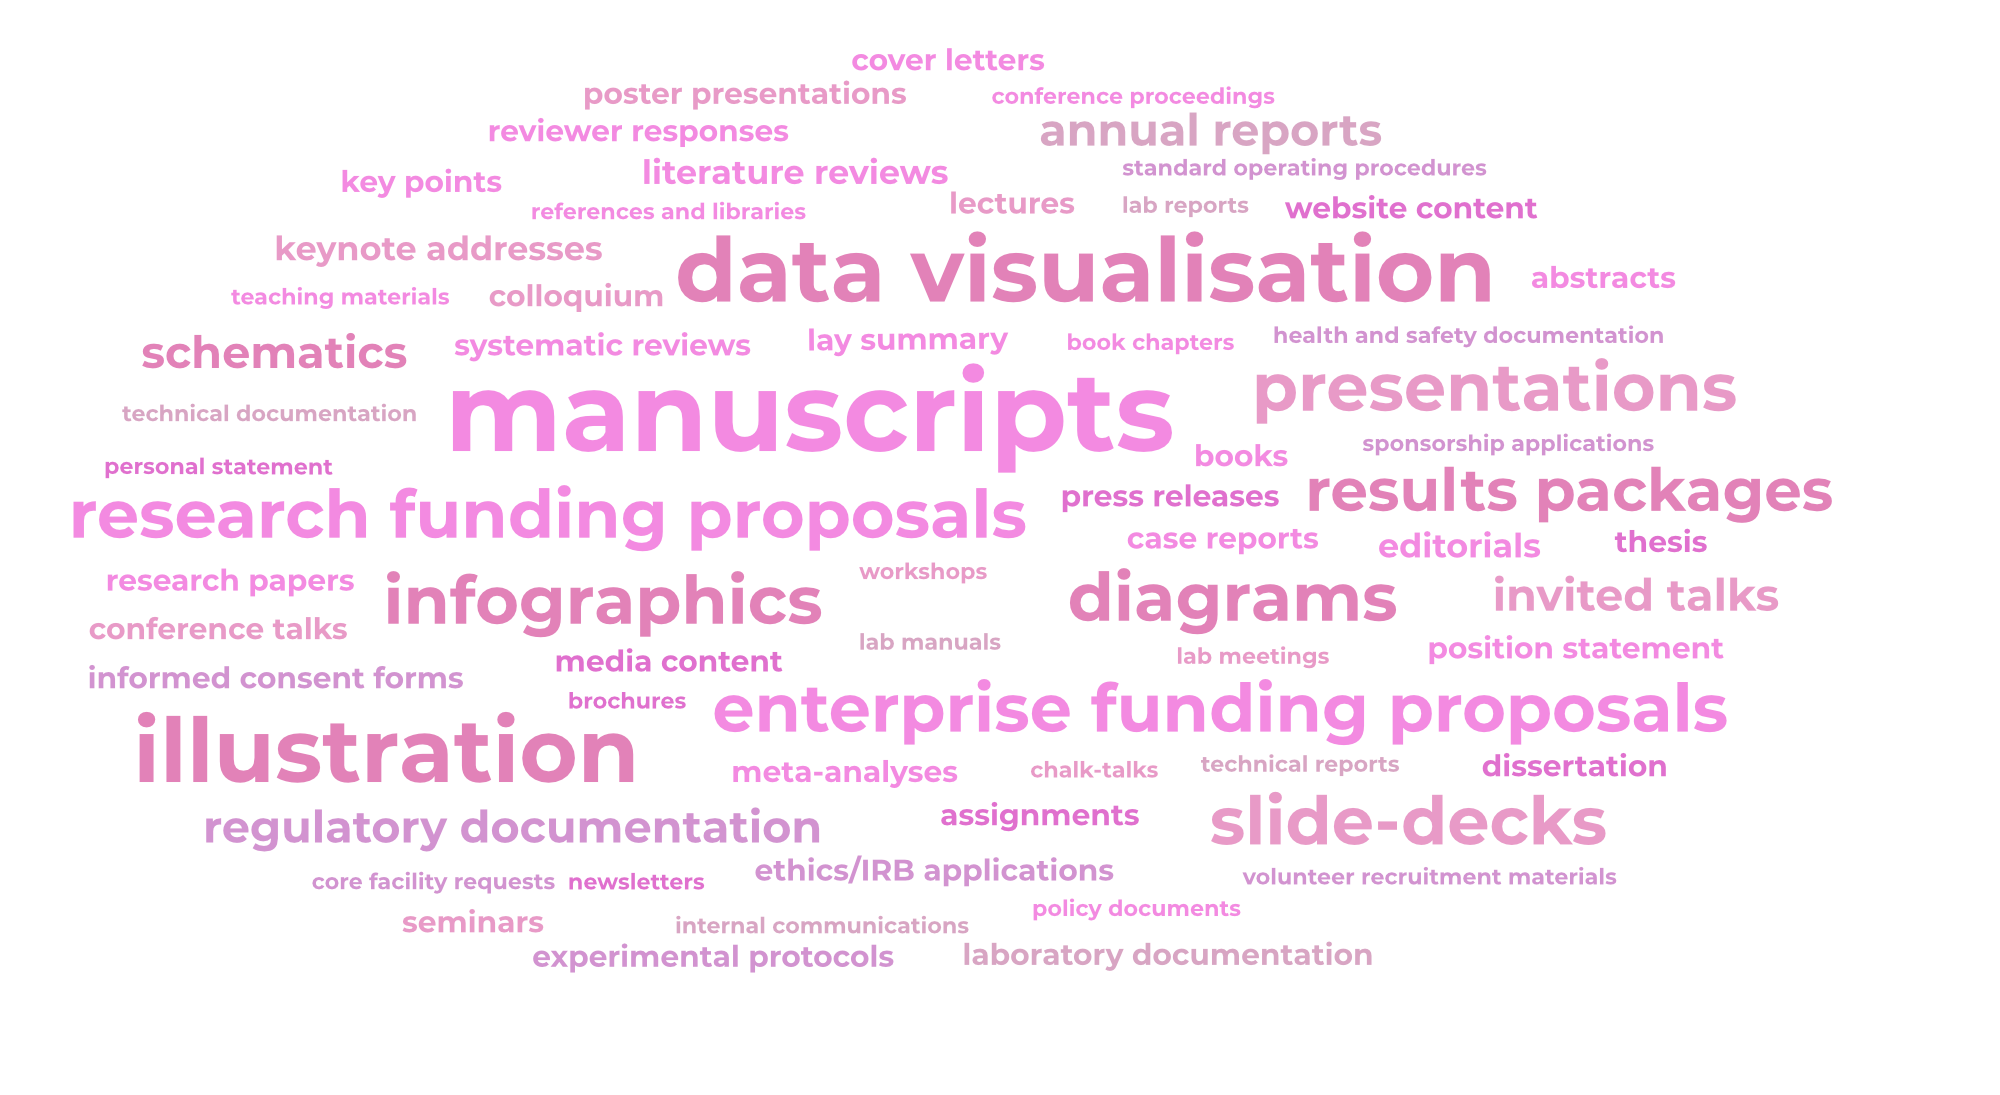 cover letters
poster presentations
conference proceedings
reviewer responses
annual reports
key points
literature reviews
standard operating procedures
references and libraries
lectures
lab reports
website content
keynote addresses
data visualisation
abstracts
teaching materials
colloquium
schematics
systematic reviews
lay summary
book chapters
health and safety documentation
technical documentation
manuscripts
presentations
personal statement
books
sponsorship applications
research funding proposals
press releases
results packages
case reports
editorials
thesis
research papers
infographics
workshops
diagrams
invited talks
conference talks
lab manuals
lab meetings
position statement
informed consent forms
media content
brochures
enterprise funding proposals
illustration
meta-analyses
chalk-talks
technical reports
dissertation
regulatory documentation
assignments
slide-decks
core facility requests
newsletters
ethics/IRB applications
volunteer recruitment materials
seminars
internal communications
policy documents
experimental protocols
laboratory documentation